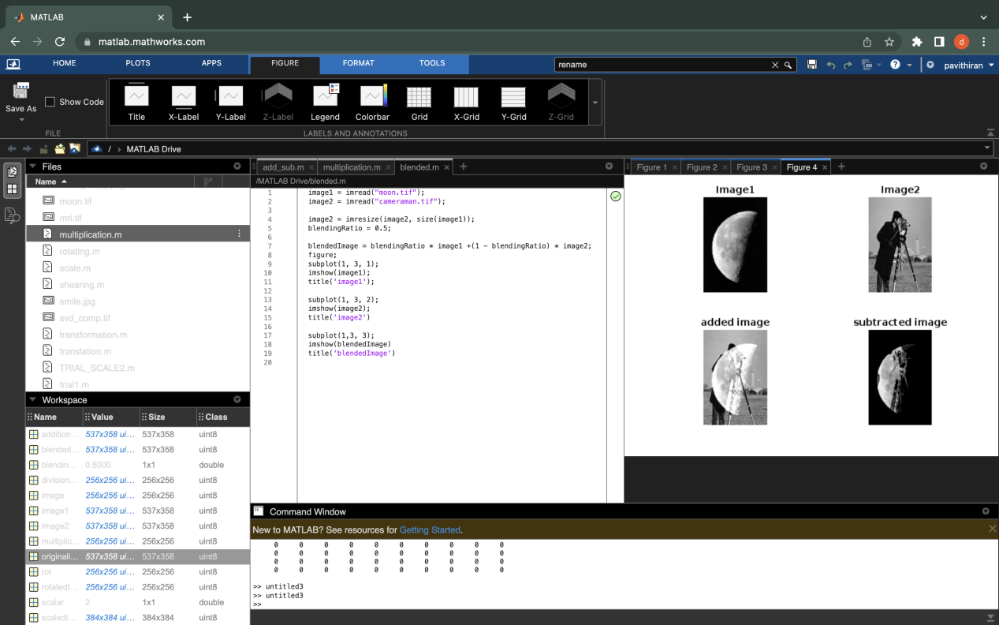 MATLAB
matlab.mathworks.com
d
HOME PLOTS APPS FIGURE FORMAT TOOLS
rename
pavithiran
Save As
Show Code
Title X-Label Y-Label Z-Label Legend Colorbar Grid X-Grid Y-Grid Z-Grid
FILE
LABELS AND ANNOTATIONS
/ › MATLAB Drive
Files
Name
moon.tif
mri.tif
multiplication.m
rotating.m
scale.m
shearing.m
smile.jpg
svd_comp.tif
transformation.m
translation.m
TRIAL_SCALE2.m
trial1.m
Workspace
Name Value Size Class
addition... 537x358 ui... 537x358 uint8
blended... 537x358 ui... 537x358 uint8
blendin... 0.5000 1x1 double
division... 256x256 ui... 256x256 uint8
image 256x256 ui... 256x256 uint8
image1 537x358 ui... 537x358 uint8
image2 537x358 ui... 537x358 uint8
multiplic... 256x256 ui... 256x256 uint8
originali... 537x358 ui... 537x358 uint8
rot 256x256 ui... 256x256 uint8
rotatedI... 256x256 ui... 256x256 uint8
scalar 2 1x1 double
scaledI... 384x384 ui... 384x384 uint8
add_sub.m multiplication.m blended.m
/MATLAB Drive/blended.m
1 image1 = imread("moon.tif");
2 image2 = imread("cameraman.tif");
3
4 image2 = imresize(image2, size(image1));
5 blendingRatio = 0.5;
6
7 blendedImage = blendingRatio * image1 +(1 - blendingRatio) * image2;
8 figure;
9 subplot(1, 3, 1);
10 imshow(image1);
11 title('image1');
12
13 subplot(1, 3, 2);
14 imshow(image2);
15 title('image2')
16
17 subplot(1,3, 3);
18 imshow(blendedImage)
19 title('blendedImage')
20
Figure 1 Figure 2 Figure 3 Figure 4
Image1 Image2
added image subtracted image
Command Window
New to MATLAB? See resources for Getting Started.
0 0 0 0 0 0 0 0 0 0
0 0 0 0 0 0 0 0 0 0
0 0 0 0 0 0 0 0 0 0
0 0 0 0 0 0 0 0 0 0
>> untitled3
>> untitled3
>>